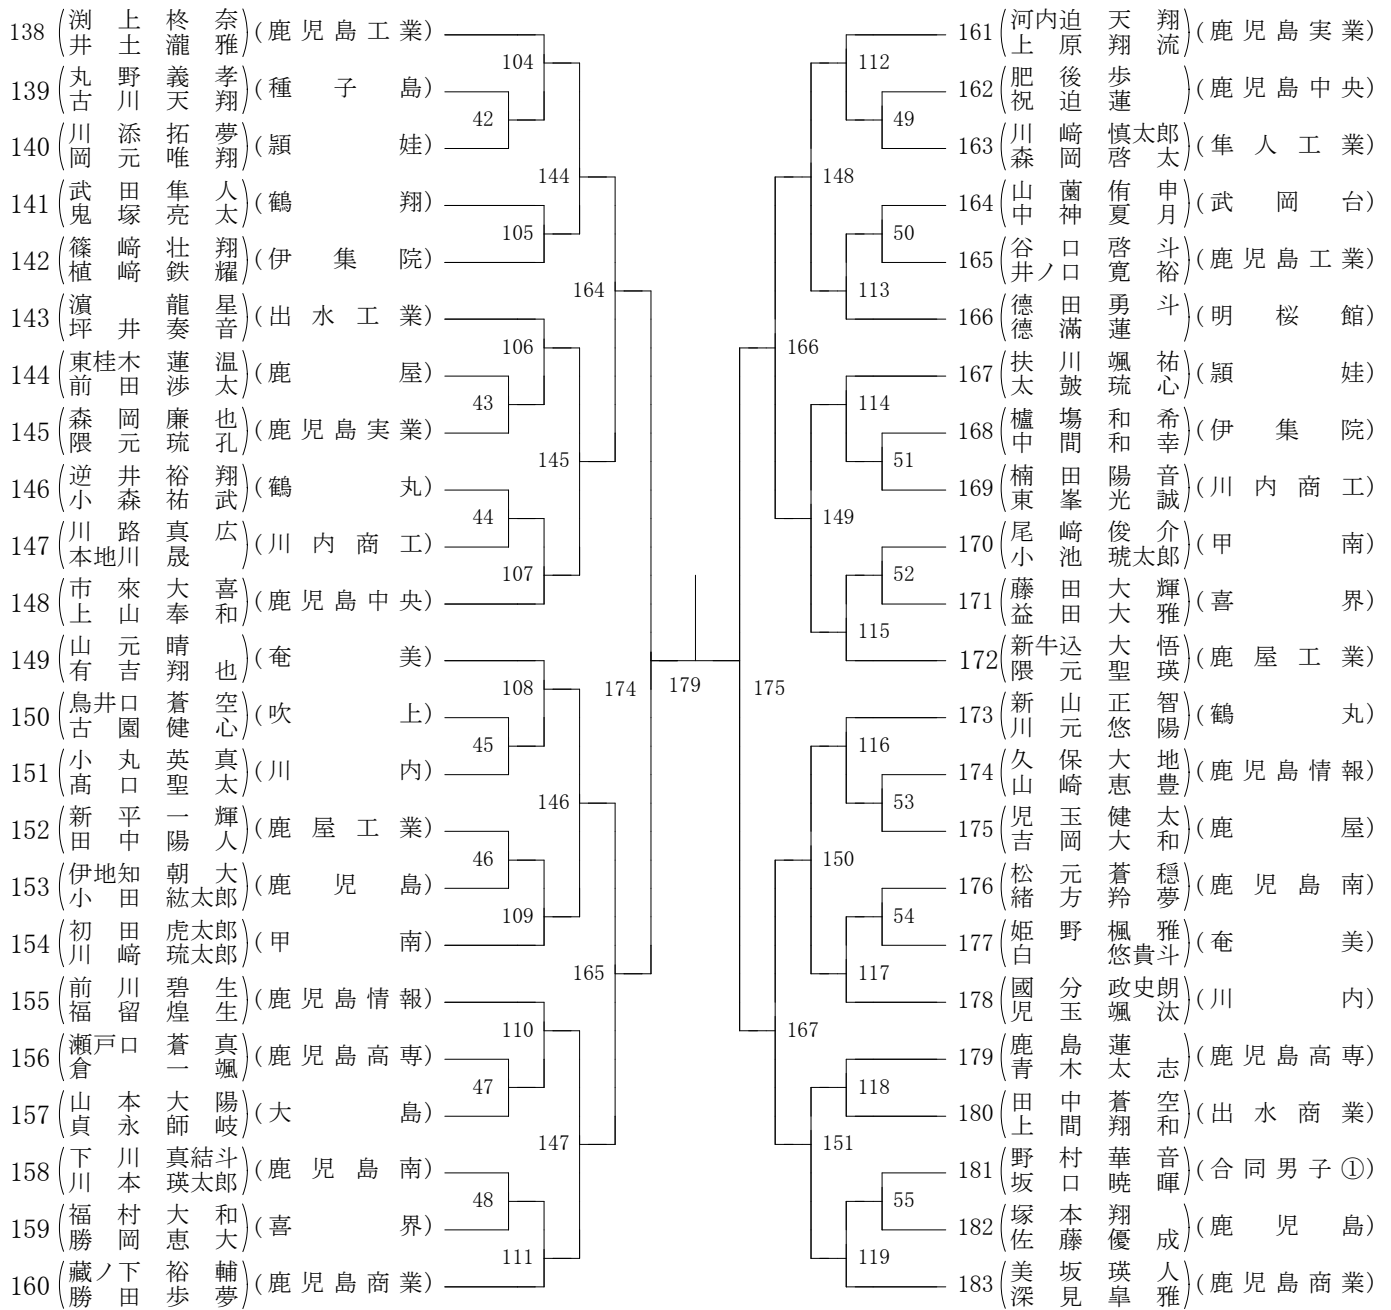 138 (渕上柊奈 井土瀧雅) (鹿児島工業)
139 (丸野義孝 古川天翔) (種子島)
140 (川添拓夢 岡元唯翔) (頴娃)
141 (武田隼人 鬼塚亮太) (鶴翔)
142 (篠﨑壮翔 植﨑鉄耀) (伊集院)
143 (濵龍星 坪井奏音) (出水工業)
144 (東桂木蓮温 前田渉太) (鹿屋)
145 (森岡廉也 隈元琉孔) (鹿児島実業)
146 (逆井裕翔 小森祐武) (鶴丸)
147 (川路真広 本地川晟) (川内商工)
148 (市來大喜 上山奉和) (鹿児島中央)
149 (山元晴 有吉翔也) (奄美)
150 (鳥井口蒼空 古園健心) (吹上)
151 (小丸英真 髙口聖太) (川内)
152 (新平一輝 田中陽人) (鹿屋工業)
153 (伊地知朝大 小田紘太郎) (鹿児島)
154 (初田虎太郎 川﨑琉太郎) (甲南)
155 (前川碧生 福留煌生) (鹿児島情報)
156 (瀬戸口蒼真 倉一颯) (鹿児島高専)
157 (山本大陽 貞永師岐) (大島)
158 (下川真結斗 川本瑛太郎) (鹿児島南)
159 (福村大和 勝岡恵大) (喜界)
160 (藏ノ下裕輔 勝田歩夢) (鹿児島商業)
104
42
144
105
164
106
43
145
44
107
108
174
45
146
46
109
165
110
47
147
48
111
179
112
49
148
50
113
166
114
51
149
52
115
175
116
53
150
54
117
167
118
151
55
119
161 (河内迫天翔 上原翔流) (鹿児島実業)
162 (肥後歩 祝迫蓮) (鹿児島中央)
163 (川﨑慎太郎 森岡啓太) (隼人工業)
164 (山薗侑申 中神夏月) (武岡台)
165 (谷口啓斗 井ノ口寛裕) (鹿児島工業)
166 (德田勇斗 德滿蓮) (明桜館)
167 (扶川颯祐 太鼓琉心) (頴娃)
168 (櫨塲和希 中間和幸) (伊集院)
169 (楠田陽音 東峯光誠) (川内商工)
170 (尾﨑俊介 小池琥太郎) (甲南)
171 (藤田大輝 益田大雅) (喜界)
172 (新牛込大悟 隈元聖瑛) (鹿屋工業)
173 (新山正智 川元悠陽) (鶴丸)
174 (久保大地 山崎恵豊) (鹿児島情報)
175 (児玉健太 吉岡大和) (鹿屋)
176 (松元蒼穏 緒方羚夢) (鹿児島南)
177 (姫野楓雅 白悠貴斗) (奄美)
178 (國分政史朗 児玉颯汰) (川内)
179 (鹿島蓮 青木太志) (鹿児島高専)
180 (田中蒼空 上間翔和) (出水商業)
181 (野村華音 坂口暁暉) (合同男子①)
182 (塚本翔 佐藤優成) (鹿児島)
183 (美坂瑛人 深見皐雅) (鹿児島商業)